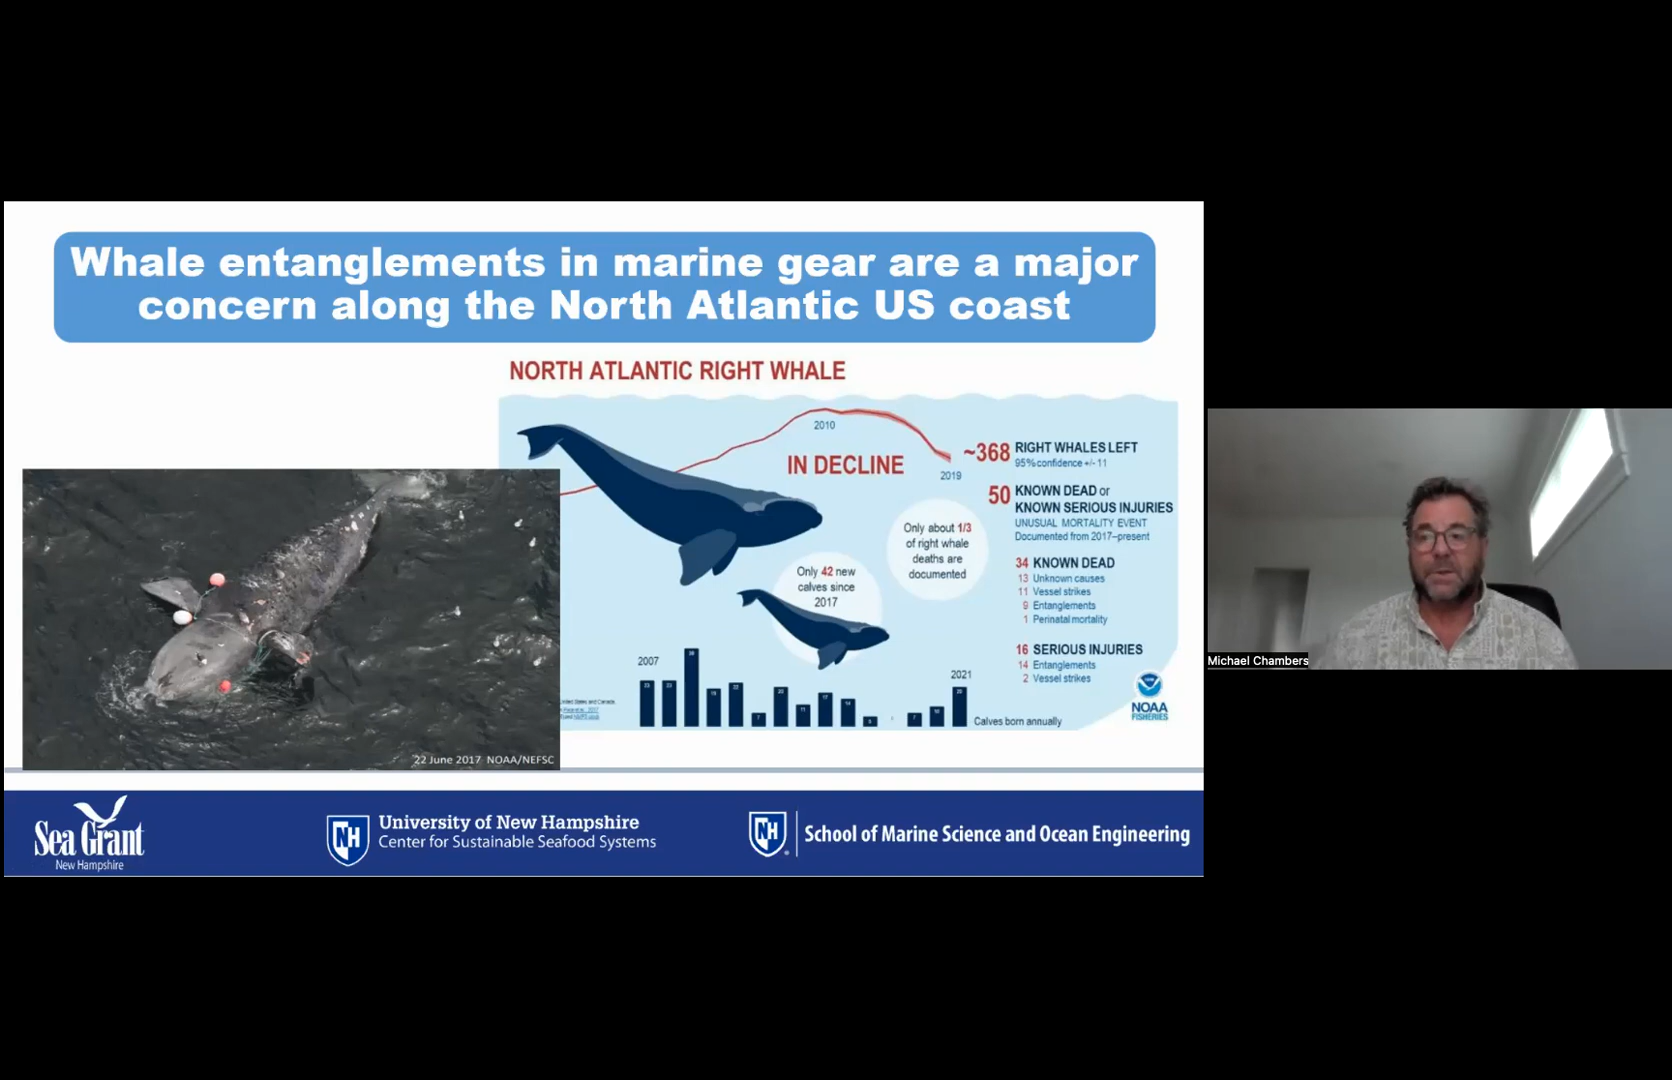 Whale entanglements in marine gear are a major
concern along the North Atlantic US coast
NORTH ATLANTIC RIGHT WHALE
2010
IN DECLINE
2019
~368 RIGHT WHALES LEFT
95% confidence +/- 11
50 KNOWN DEAD or
KNOWN SERIOUS INJURIES
UNUSUAL MORTALITY EVENT
Documented from 2017–present
34 KNOWN DEAD
13 Unknown causes
11 Vessel strikes
9 Entanglements
1 Perinatal mortality
16 SERIOUS INJURIES
14 Entanglements
2 Vessel strikes
Only about 1/3
of right whale
deaths are
documented
Only 42 new
calves since
2017
2007
2021
Calves born annually
NOAA
FISHERIES
22 June 2017 NOAA/NEFSC
Sea Grant
New Hampshire
NH
University of New Hampshire
Center for Sustainable Seafood Systems
NH
School of Marine Science and Ocean Engineering
Michael Chambers